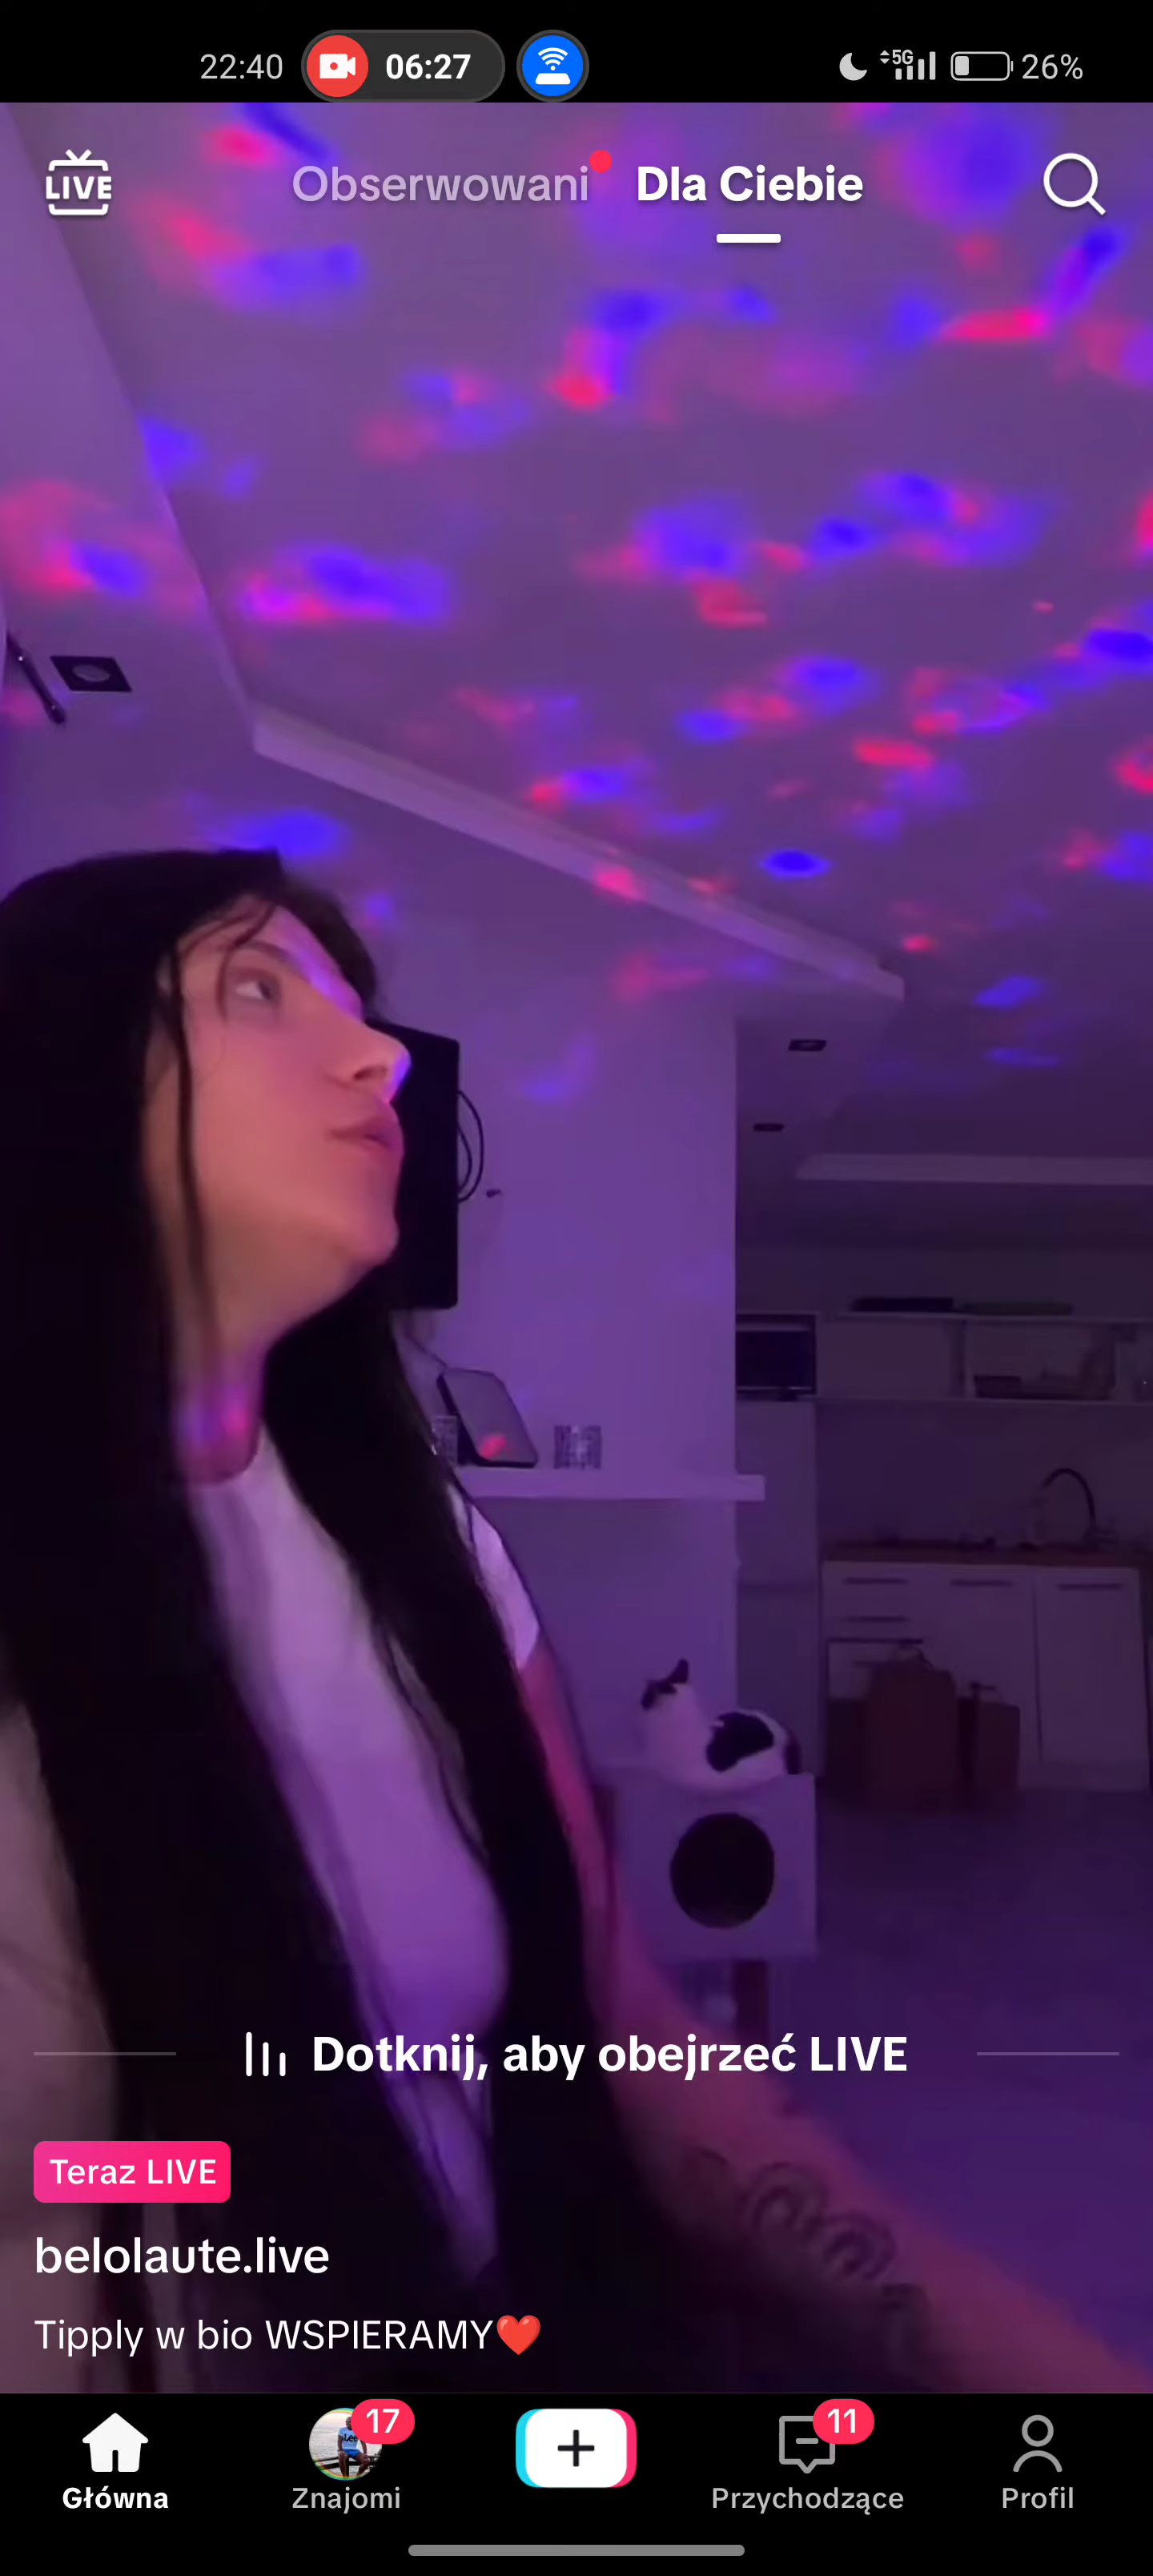 22:40 06:27 5G 26%
LIVE Obserwowani Dla Ciebie
Dotknij, aby obejrzeć LIVE
Teraz LIVE
belolaute.live
Tipply w bio WSPIERAMY❤️
17 11
Główna Znajomi Przychodzące Profil